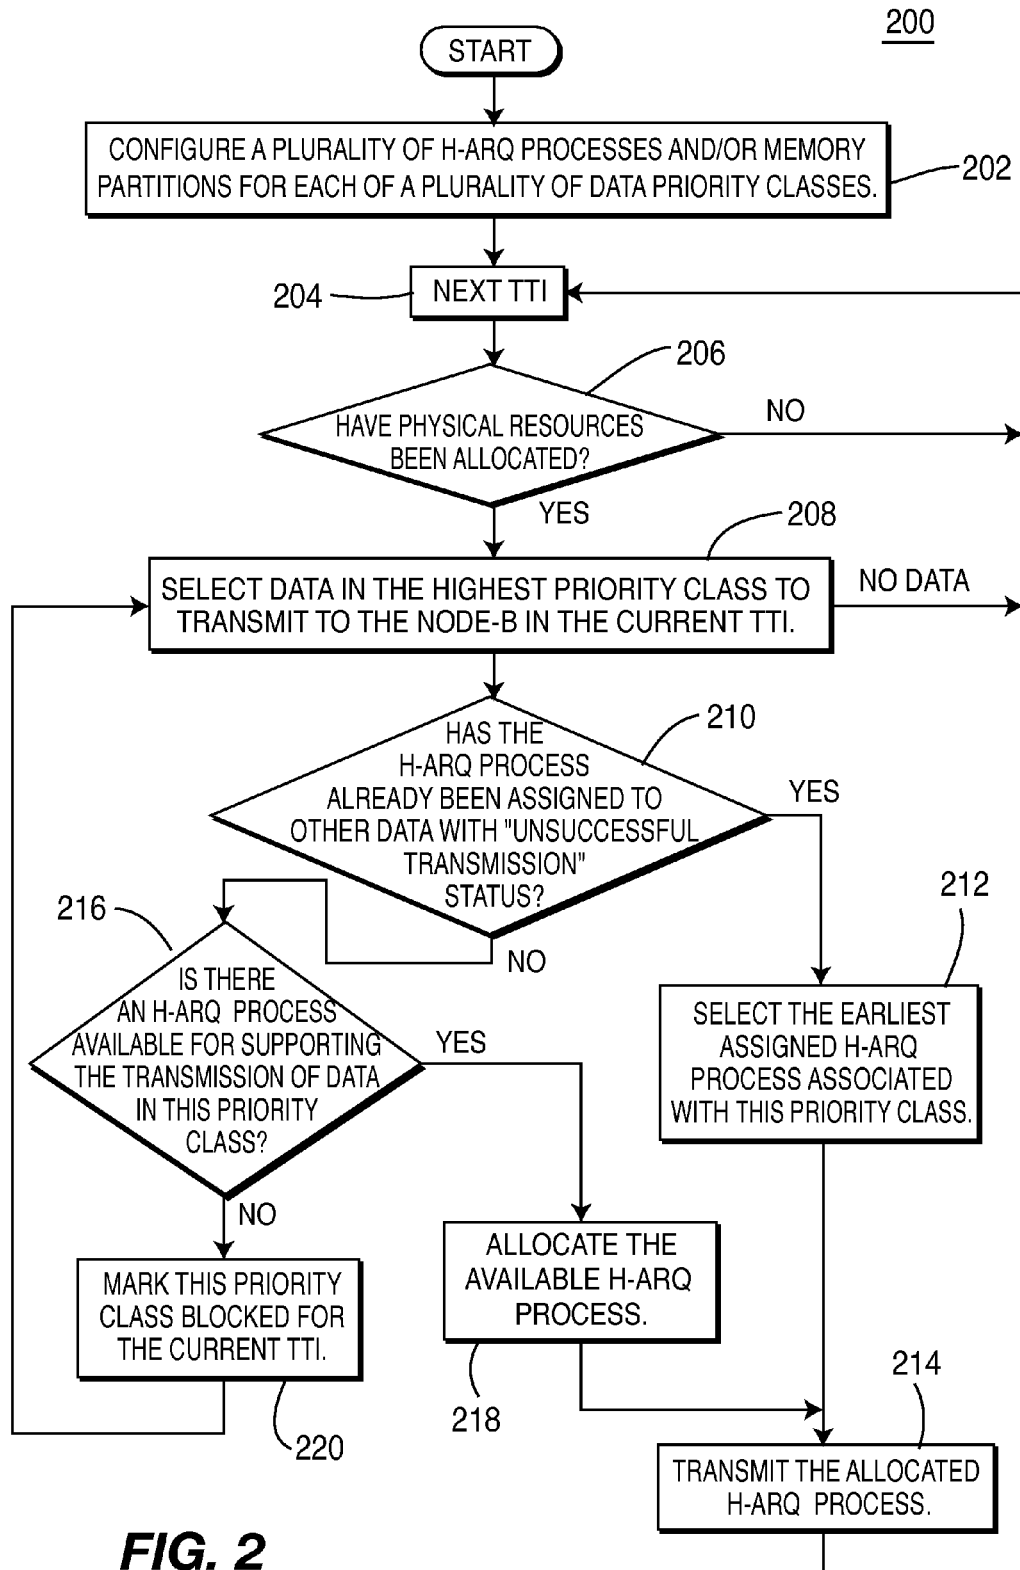 200
START
CONFIGURE A PLURALITY OF H-ARQ PROCESSES AND/OR MEMORY
PARTITIONS FOR EACH OF A PLURALITY OF DATA PRIORITY CLASSES.
202
204
NEXT TTI
206
HAVE PHYSICAL RESOURCES
BEEN ALLOCATED?
NO
YES
208
SELECT DATA IN THE HIGHEST PRIORITY CLASS TO
TRANSMIT TO THE NODE-B IN THE CURRENT TTI.
NO DATA
210
HAS THE
H-ARQ PROCESS
ALREADY BEEN ASSIGNED TO
OTHER DATA WITH "UNSUCCESSFUL
TRANSMISSION"
STATUS?
YES
NO
212
SELECT THE EARLIEST
ASSIGNED H-ARQ
PROCESS ASSOCIATED
WITH THIS PRIORITY CLASS.
216
IS THERE
AN H-ARQ PROCESS
AVAILABLE FOR SUPPORTING
THE TRANSMISSION OF DATA
IN THIS PRIORITY
CLASS?
YES
NO
ALLOCATE THE
AVAILABLE H-ARQ
PROCESS.
218
MARK THIS PRIORITY
CLASS BLOCKED FOR
THE CURRENT TTI.
220
214
TRANSMIT THE ALLOCATED
H-ARQ PROCESS.
FIG. 2